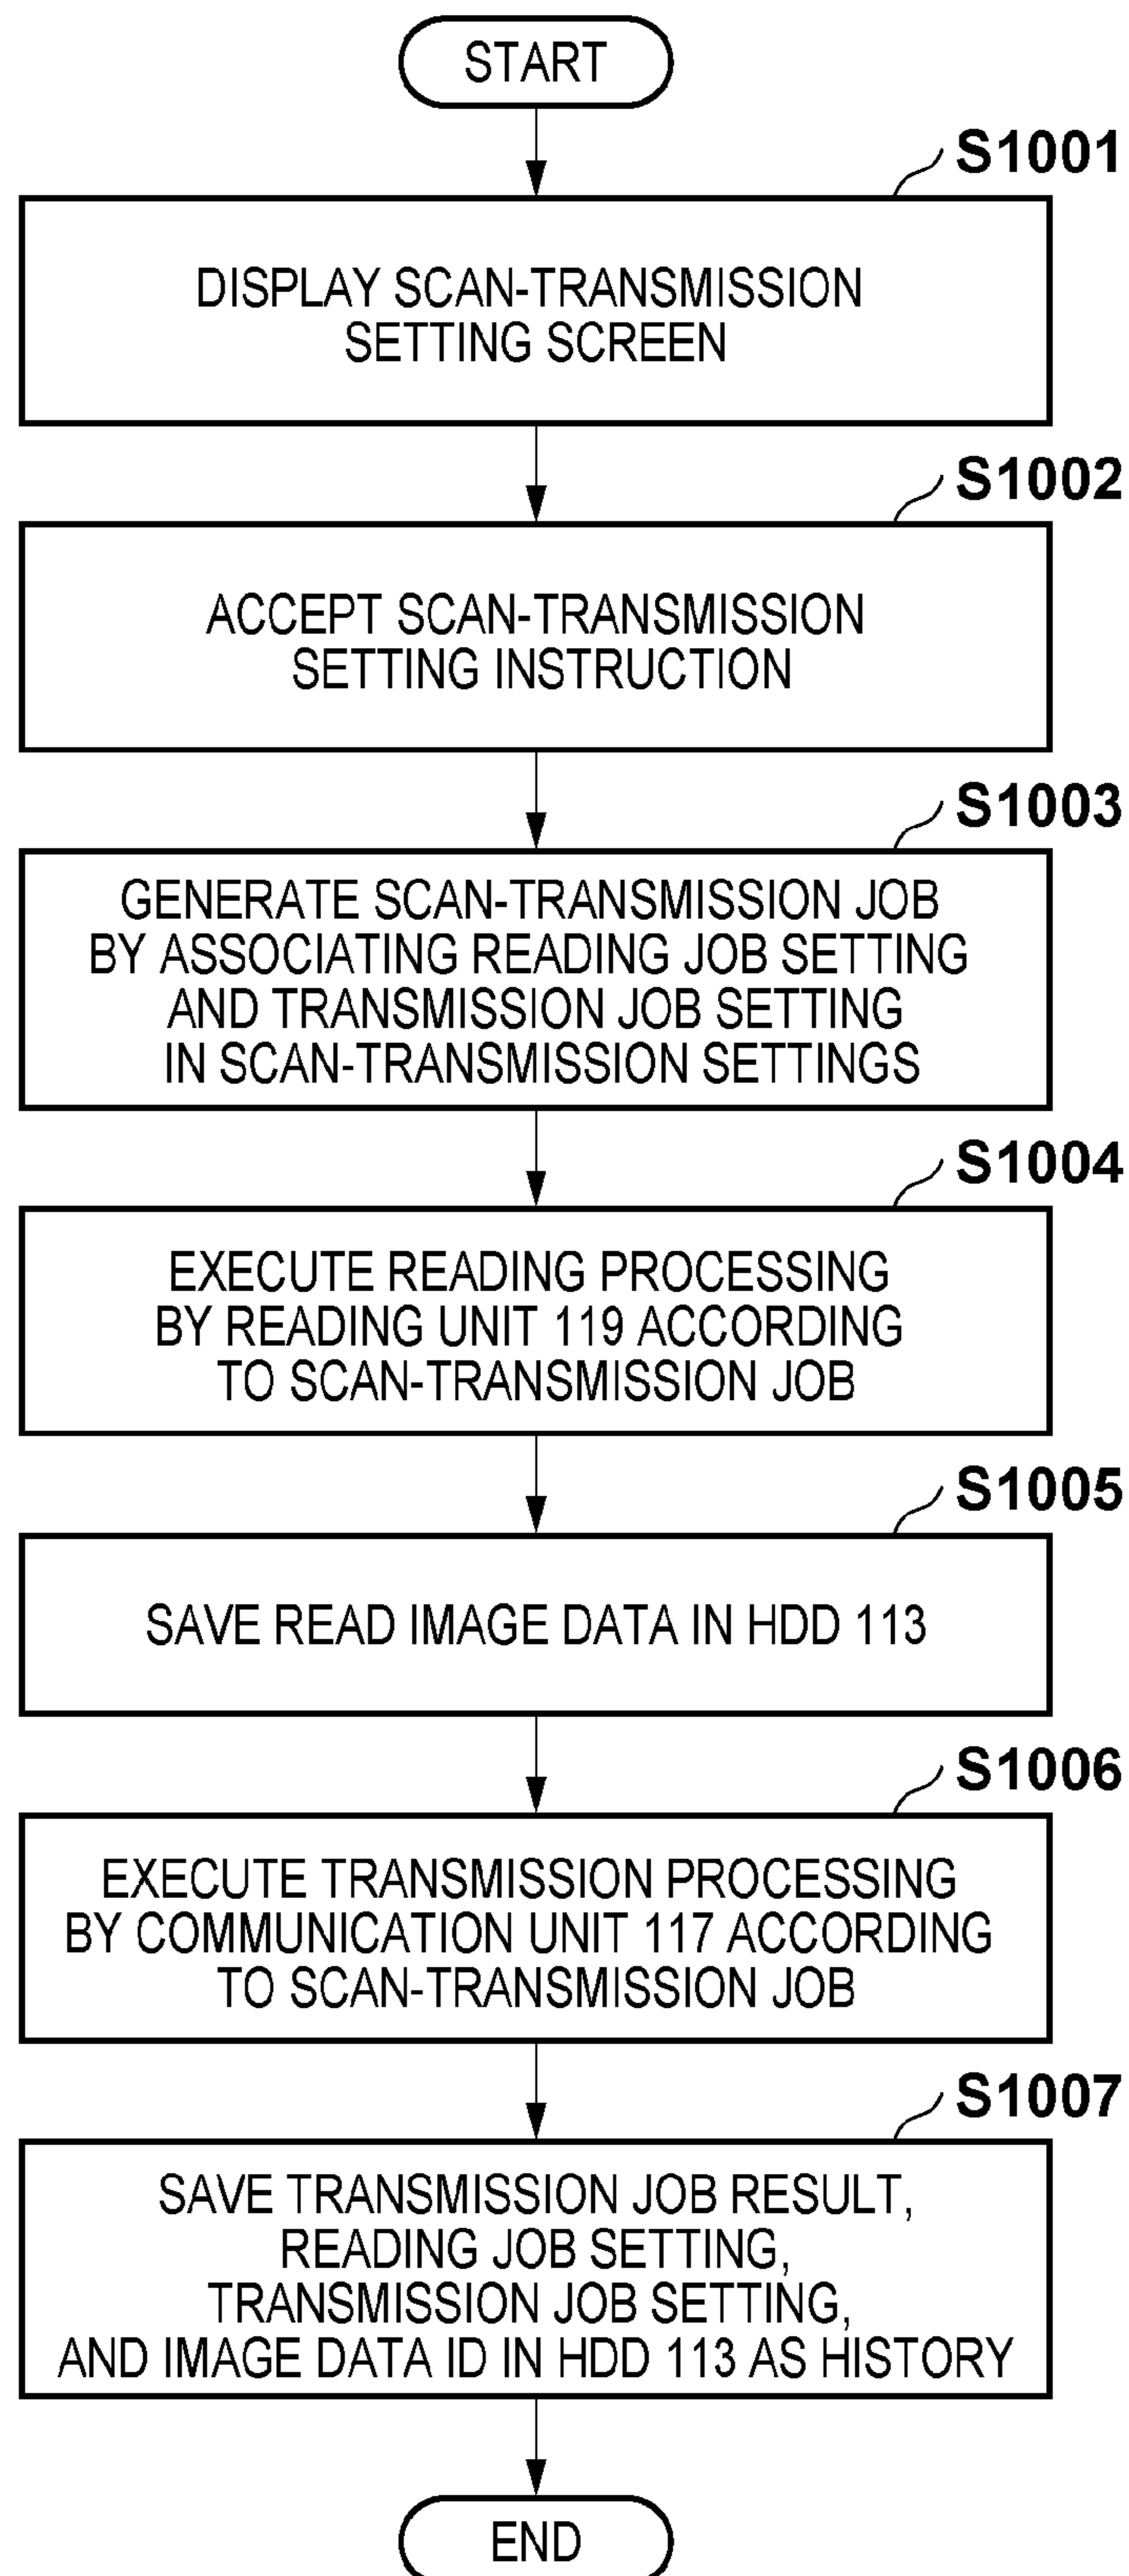 START
S1001
DISPLAY SCAN-TRANSMISSION
SETTING SCREEN
S1002
ACCEPT SCAN-TRANSMISSION
SETTING INSTRUCTION
S1003
GENERATE SCAN-TRANSMISSION JOB
BY ASSOCIATING READING JOB SETTING
AND TRANSMISSION JOB SETTING
IN SCAN-TRANSMISSION SETTINGS
S1004
EXECUTE READING PROCESSING
BY READING UNIT 119 ACCORDING
TO SCAN-TRANSMISSION JOB
S1005
SAVE READ IMAGE DATA IN HDD 113
S1006
EXECUTE TRANSMISSION PROCESSING
BY COMMUNICATION UNIT 117 ACCORDING
TO SCAN-TRANSMISSION JOB
S1007
SAVE TRANSMISSION JOB RESULT,
READING JOB SETTING,
TRANSMISSION JOB SETTING,
AND IMAGE DATA ID IN HDD 113 AS HISTORY
END